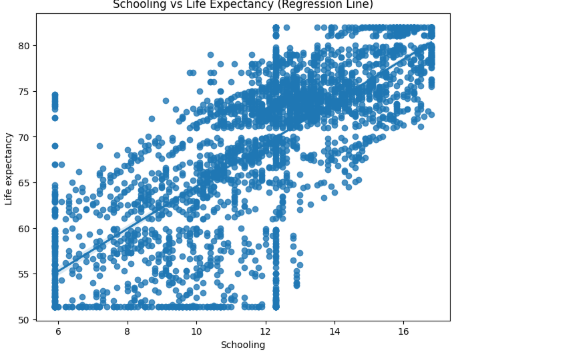 Schooling vs Life Expectancy (Regression Line)
80
75
70
65
60
55
50
Life expectancy
6 8 10 12 14 16
Schooling